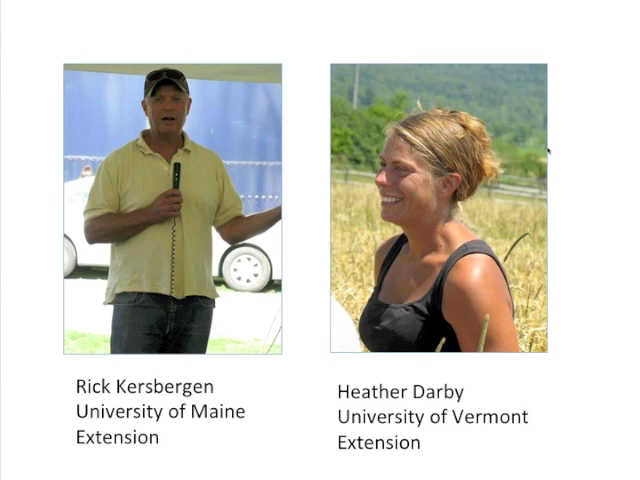 Rick Kersbergen
University of Maine
Extension
Heather Darby
University of Vermont
Extension